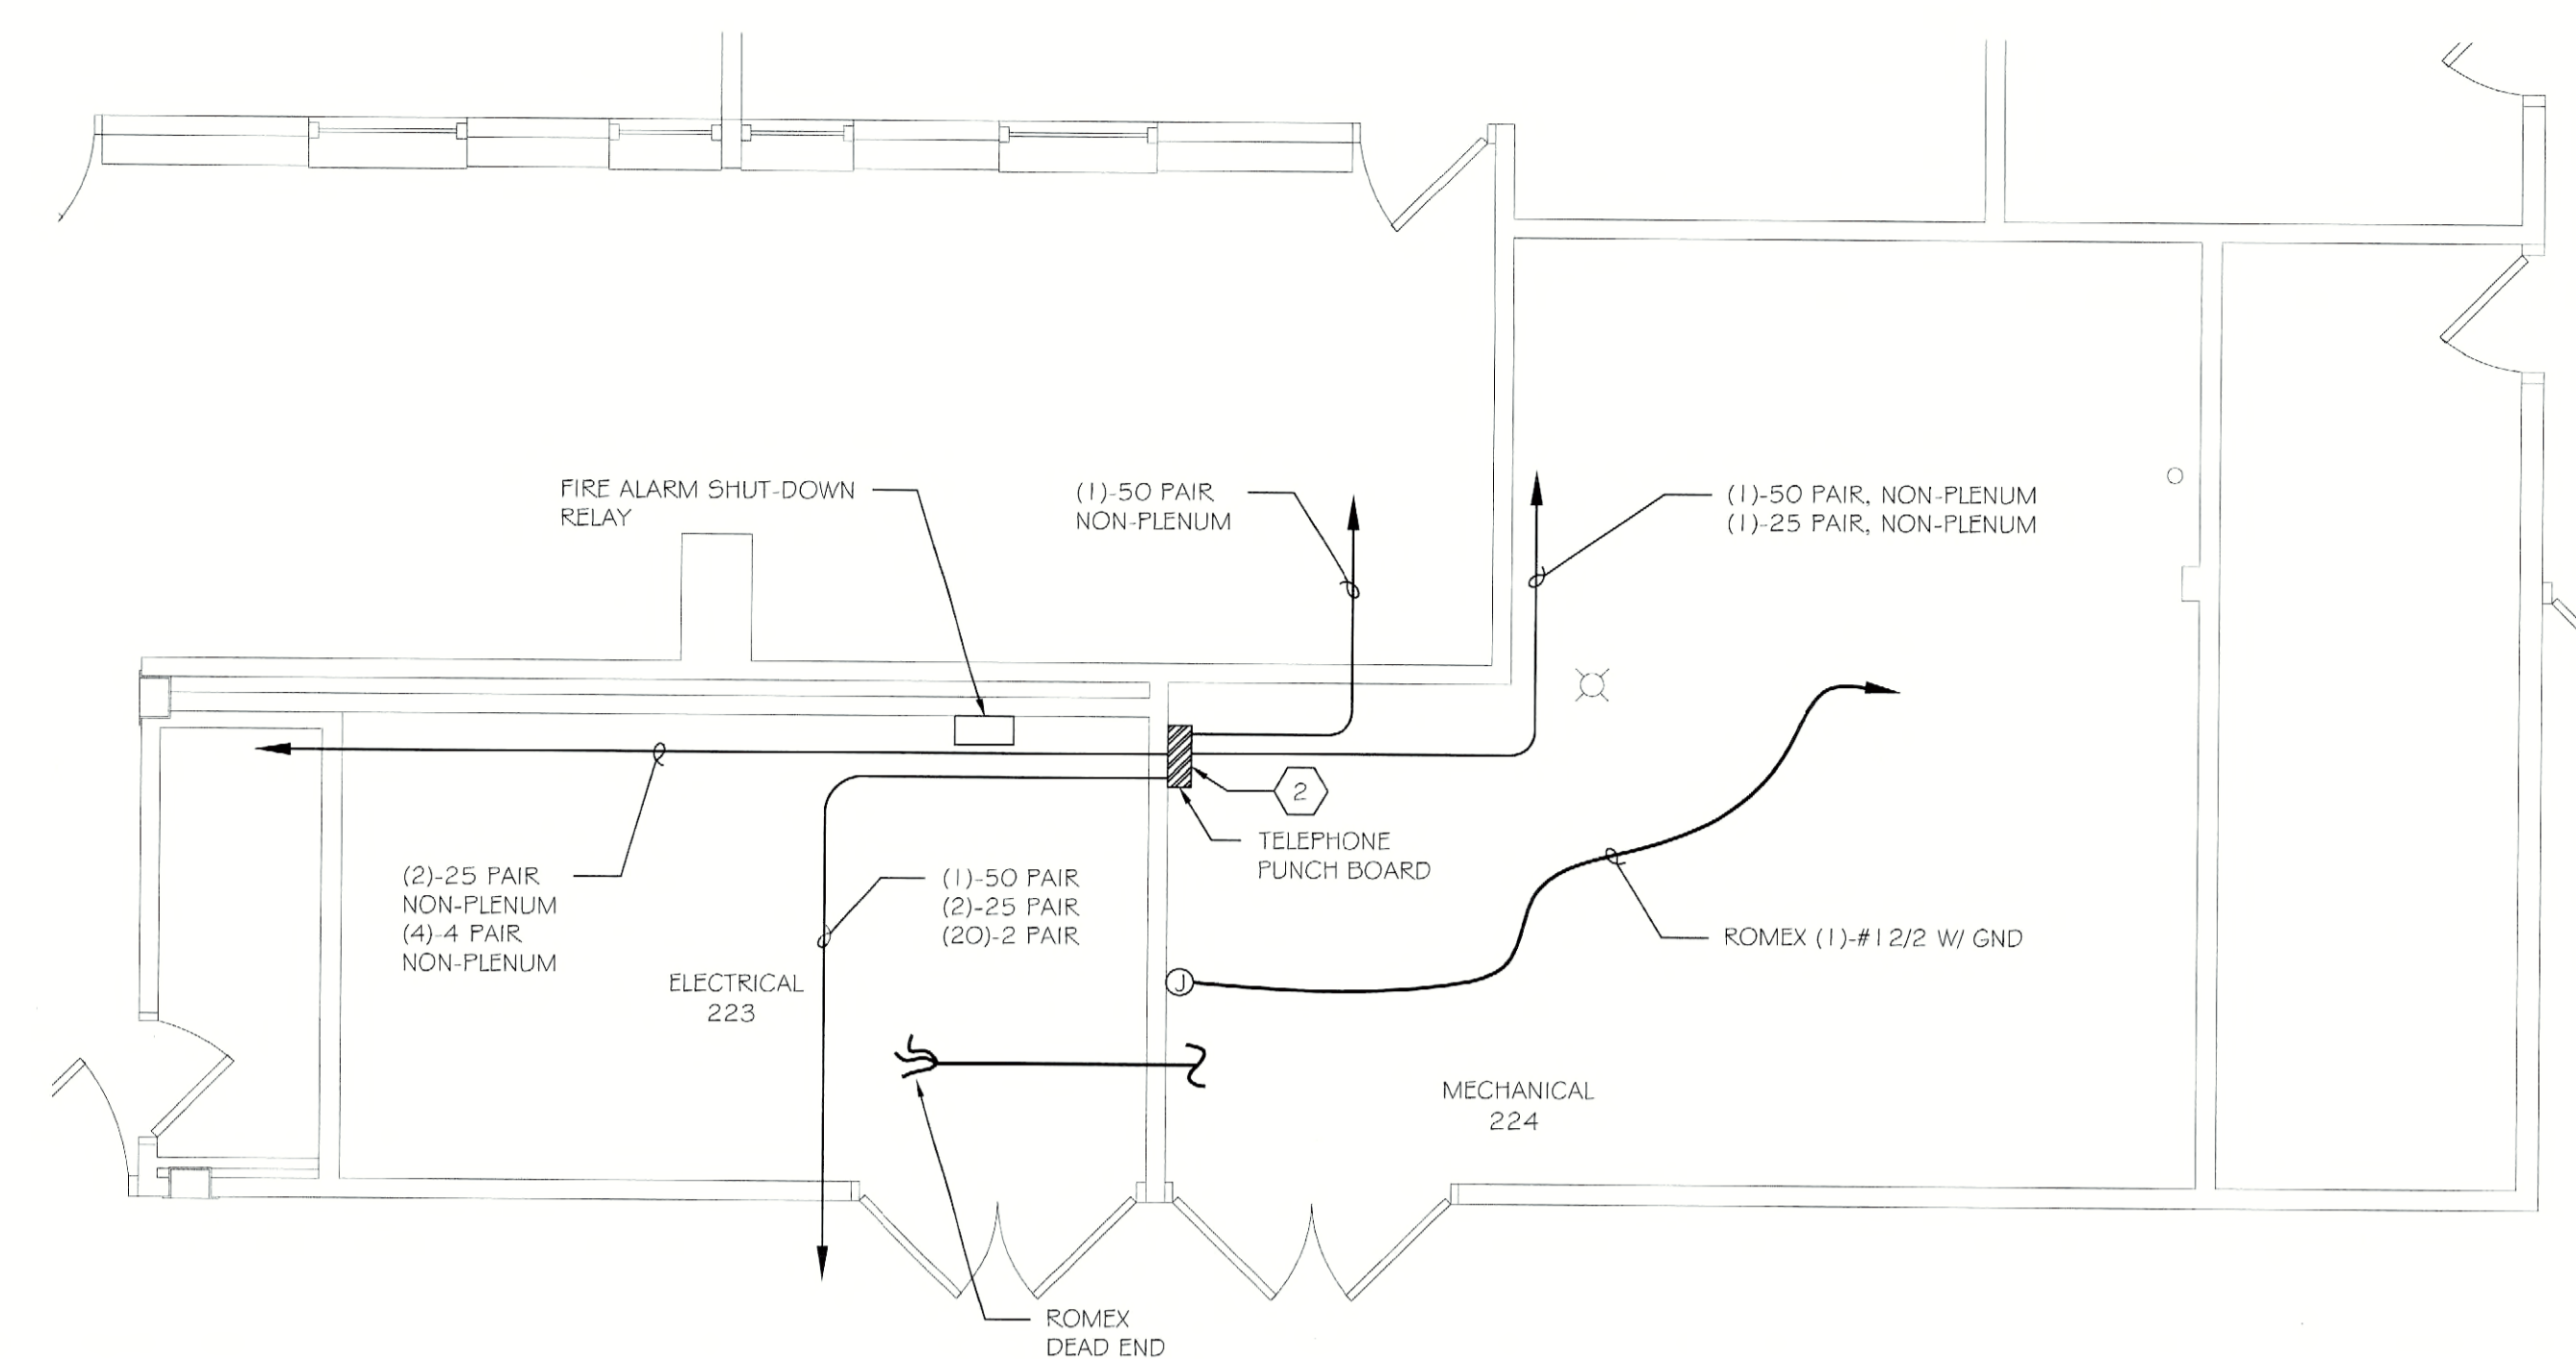 FIRE ALARM SHUT-DOWN
RELAY
(1)-50 PAIR
NON-PLENUM
(1)-50 PAIR, NON-PLENUM
(1)-25 PAIR, NON-PLENUM
2
TELEPHONE
PUNCH BOARD
(2)-25 PAIR
NON-PLENUM
(4)-4 PAIR
NON-PLENUM
(1)-50 PAIR
(2)-25 PAIR
(20)-2 PAIR
ROMEX (1)-#12/2 W/ GND
J
ELECTRICAL
223
MECHANICAL
224
ROMEX
DEAD END